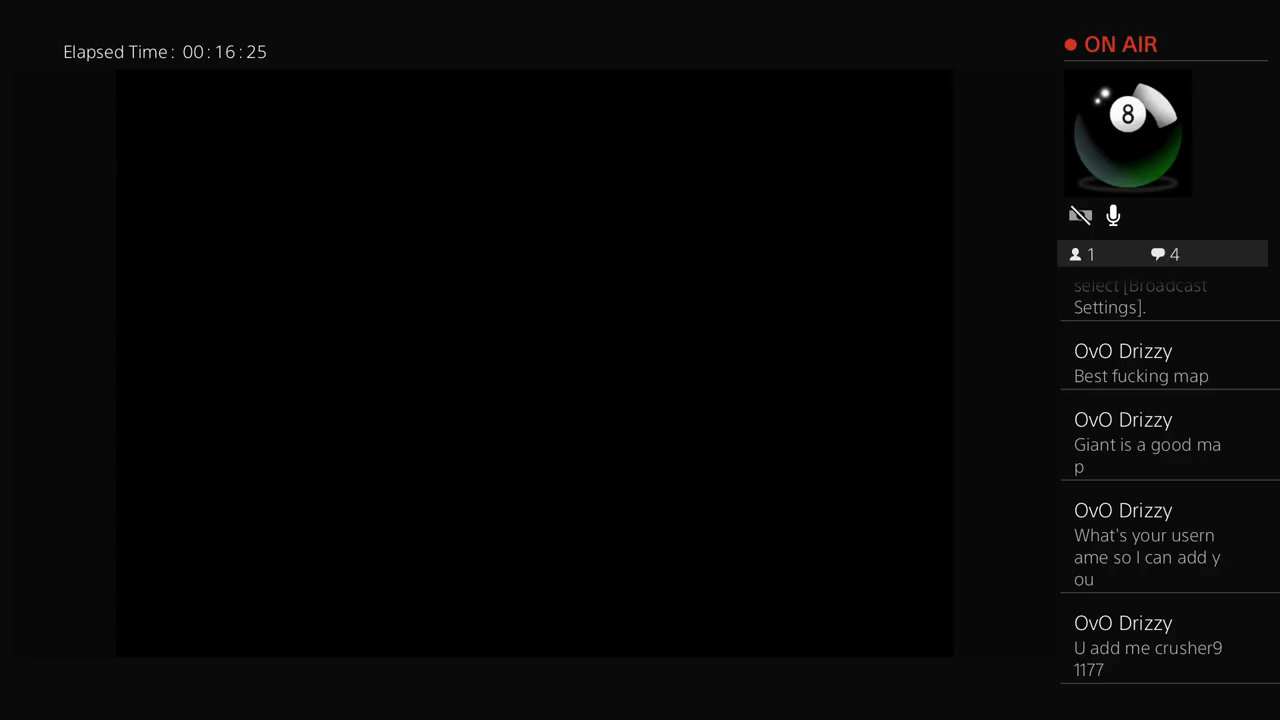 Elapsed Time: 00:16:25
ON AIR
8
1
4
select [Broadcast
Settings].
OvO Drizzy
Best fucking map
OvO Drizzy
Giant is a good ma
p
OvO Drizzy
What's your usern
ame so I can add y
ou
OvO Drizzy
U add me crusher9
1177